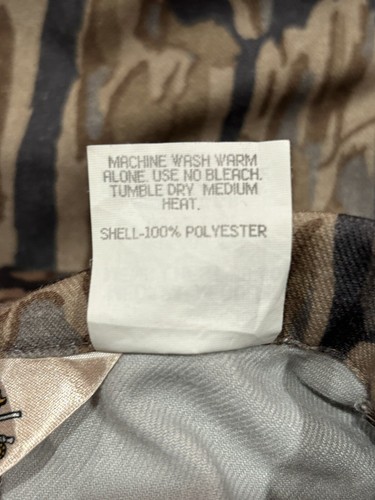 MACHINE WASH WARM
ALONE. USE NO BLEACH.
TUMBLE DRY MEDIUM
HEAT.
SHELL-100% POLYESTER